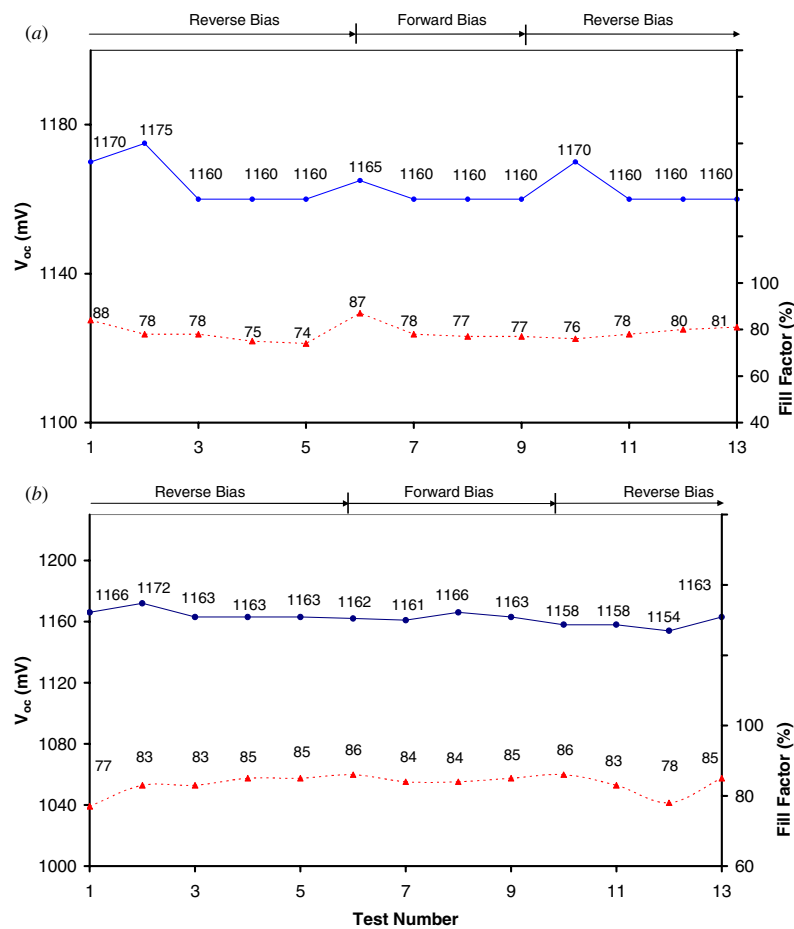 (a)
Reverse Bias Forward Bias Reverse Bias
1180
1140
1100
Voc (mV)
1170 1175 1160 1160 1160 1165 1160 1160 1160 1170 1160 1160 1160
88 78 78 75 74 87 78 77 77 76 78 80 81
100
80
60
40
Fill Factor (%)
1 3 5 7 9 11 13
(b)
Reverse Bias Forward Bias Reverse Bias
1200
1160
1120
1080
1040
1000
Voc (mV)
1166 1172 1163 1163 1163 1162 1161 1166 1163 1158 1158 1154 1163
77 83 83 85 85 86 84 84 85 86 83 78 85
100
80
60
Fill Factor (%)
1 3 5 7 9 11 13
Test Number